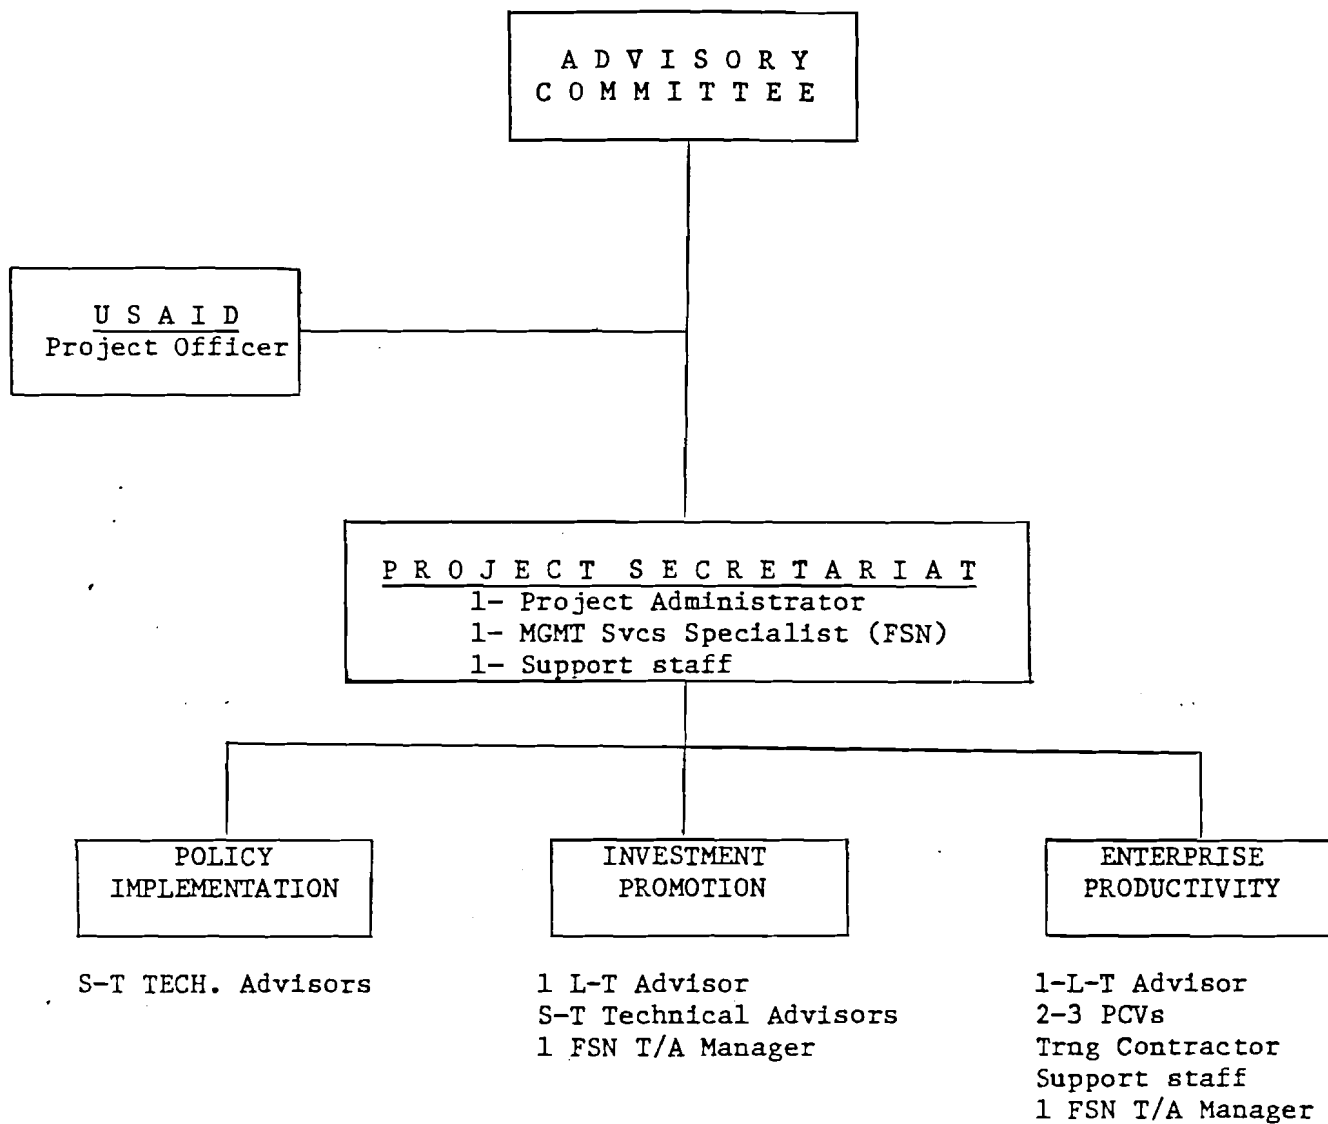 A D V I S O R Y
C O M M I T T E E
U S A I D
Project Officer
P R O J E C T  S E C R E T A R I A T
1- Project Administrator
1- MGMT Svcs Specialist (FSN)
1- Support staff
POLICY
IMPLEMENTATION
S-T TECH. Advisors
INVESTMENT
PROMOTION
1 L-T Advisor
S-T Technical Advisors
1 FSN T/A Manager
ENTERPRISE
PRODUCTIVITY
1-L-T Advisor
2-3 PCVs
Trng Contractor
Support staff
1 FSN T/A Manager